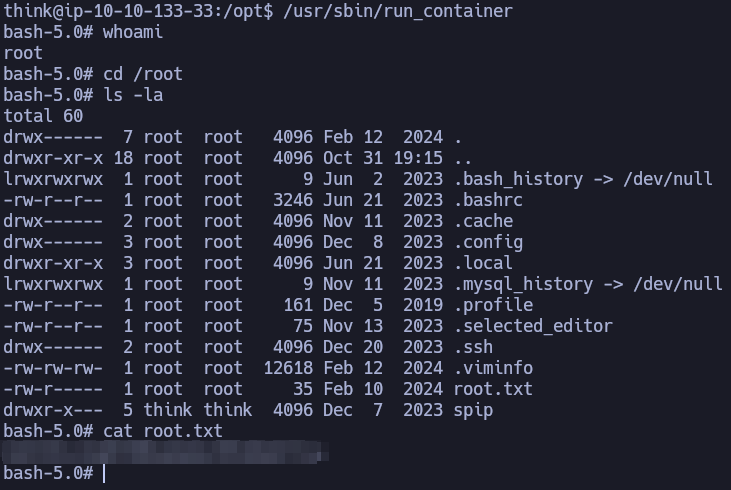 think@ip-10-10-133-33:/opt$ /usr/sbin/run_container
bash-5.0# whoami
root
bash-5.0# cd /root
bash-5.0# ls -la
total 60
drwx------  7 root  root   4096 Feb 12  2024 .
drwxr-xr-x 18 root  root   4096 Oct 31 19:15 ..
lrwxrwxrwx  1 root  root      9 Jun  2  2023 .bash_history -> /dev/null
-rw-r--r--  1 root  root   3246 Jun 21  2023 .bashrc
drwx------  2 root  root   4096 Nov 11  2023 .cache
drwx------  3 root  root   4096 Dec  8  2023 .config
drwxr-xr-x  3 root  root   4096 Jun 21  2023 .local
lrwxrwxrwx  1 root  root      9 Nov 11  2023 .mysql_history -> /dev/null
-rw-r--r--  1 root  root    161 Dec  5  2019 .profile
-rw-r--r--  1 root  root     75 Nov 13  2023 .selected_editor
drwx------  2 root  root   4096 Dec 20  2023 .ssh
-rw-rw-rw-  1 root  root  12618 Feb 12  2024 .viminfo
-rw-r-----  1 root  root     35 Feb 10  2024 root.txt
drwxr-x---  5 think think  4096 Dec  7  2023 spip
bash-5.0# cat root.txt
bash-5.0#